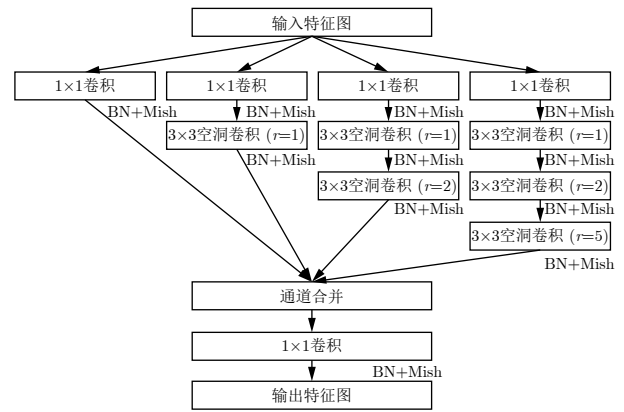 输入特征图
1×1卷积 1×1卷积 1×1卷积 1×1卷积
BN+Mish BN+Mish BN+Mish BN+Mish
3×3空洞卷积 (r=1) 3×3空洞卷积 (r=1) 3×3空洞卷积 (r=1)
BN+Mish BN+Mish BN+Mish
3×3空洞卷积 (r=2) 3×3空洞卷积 (r=2)
BN+Mish BN+Mish
3×3空洞卷积 (r=5)
BN+Mish
通道合并
1×1卷积
BN+Mish
输出特征图